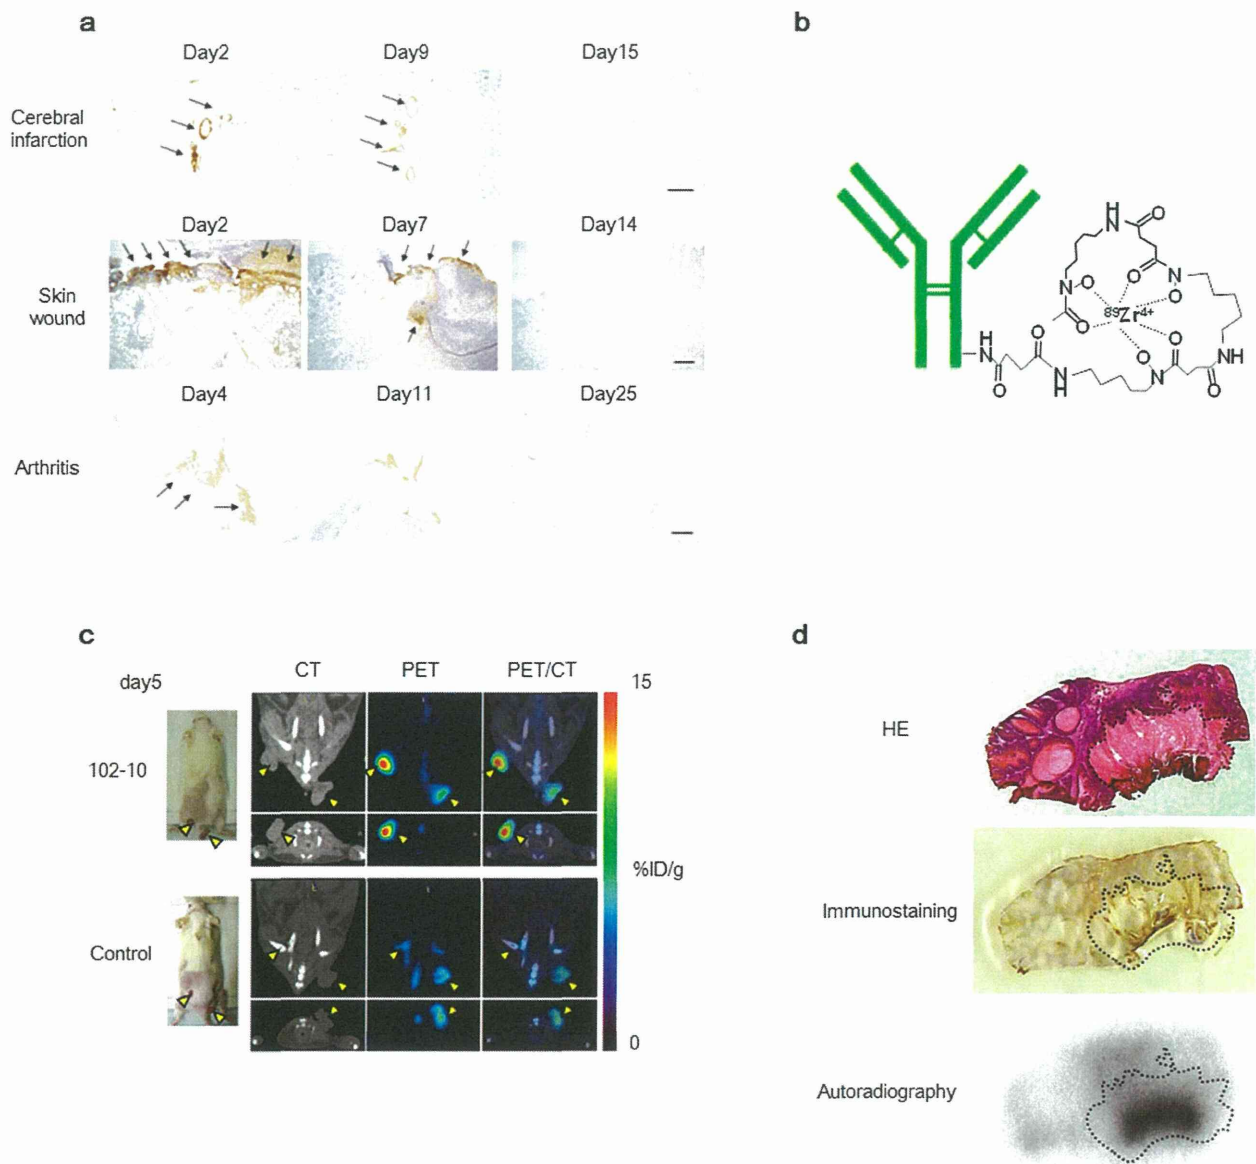 a
Day2 Day9 Day15
Cerebral
infarction
Day2 Day7 Day14
Skin
wound
Day4 Day11 Day25
Arthritis
b
H
N
O
O
N
O
O
N
O
O
89Zr4+
O
O
N
H
O
O
N
H
O
N
O
O
NH
c
day5
CT PET PET/CT
15
102-10
%ID/g
Control
0
d
HE
Immunostaining
Autoradiography